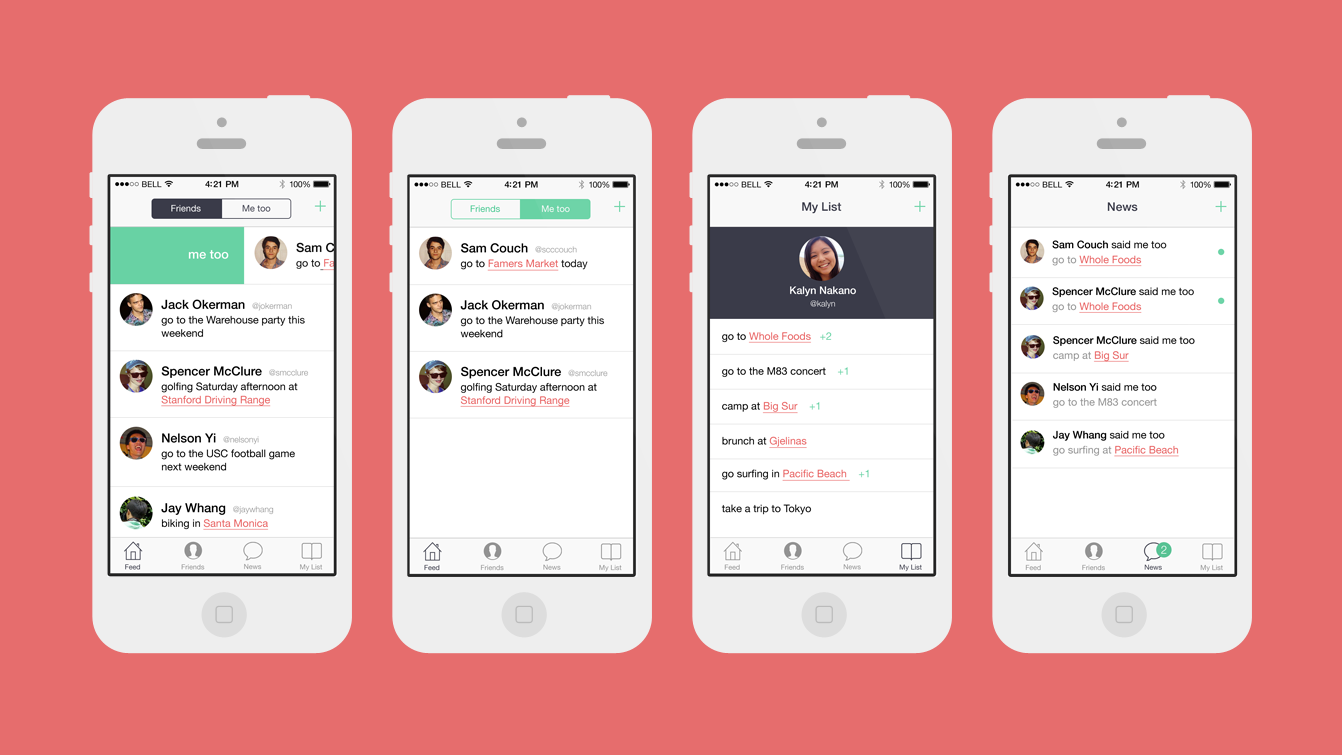 BELL 4:21 PM 100%
Friends Me too +
me too
Sam C
go to Fa
Jack Okerman @jokerman
go to the Warehouse party this
weekend
Spencer McClure @smcclure
golfing Saturday afternoon at
Stanford Driving Range
Nelson Yi @nelsonyi
go to the USC football game
next weekend
Jay Whang @jaywhang
biking in Santa Monica
Feed Friends News My List
BELL 4:21 PM 100%
Friends Me too +
Sam Couch @scccouch
go to Famers Market today
Jack Okerman @jokerman
go to the Warehouse party this
weekend
Spencer McClure @smcclure
golfing Saturday afternoon at
Stanford Driving Range
Feed Friends News My List
BELL 4:21 PM 100%
My List +
Kalyn Nakano
@kalyn
go to Whole Foods +2
go to the M83 concert +1
camp at Big Sur +1
brunch at Gjelinas
go surfing in Pacific Beach +1
take a trip to Tokyo
Feed Friends News My List
BELL 4:21 PM 100%
News +
Sam Couch said me too
go to Whole Foods
Spencer McClure said me too
go to Whole Foods
Spencer McClure said me too
camp at Big Sur
Nelson Yi said me too
go to the M83 concert
Jay Whang said me too
go surfing at Pacific Beach
2
Feed Friends News My List